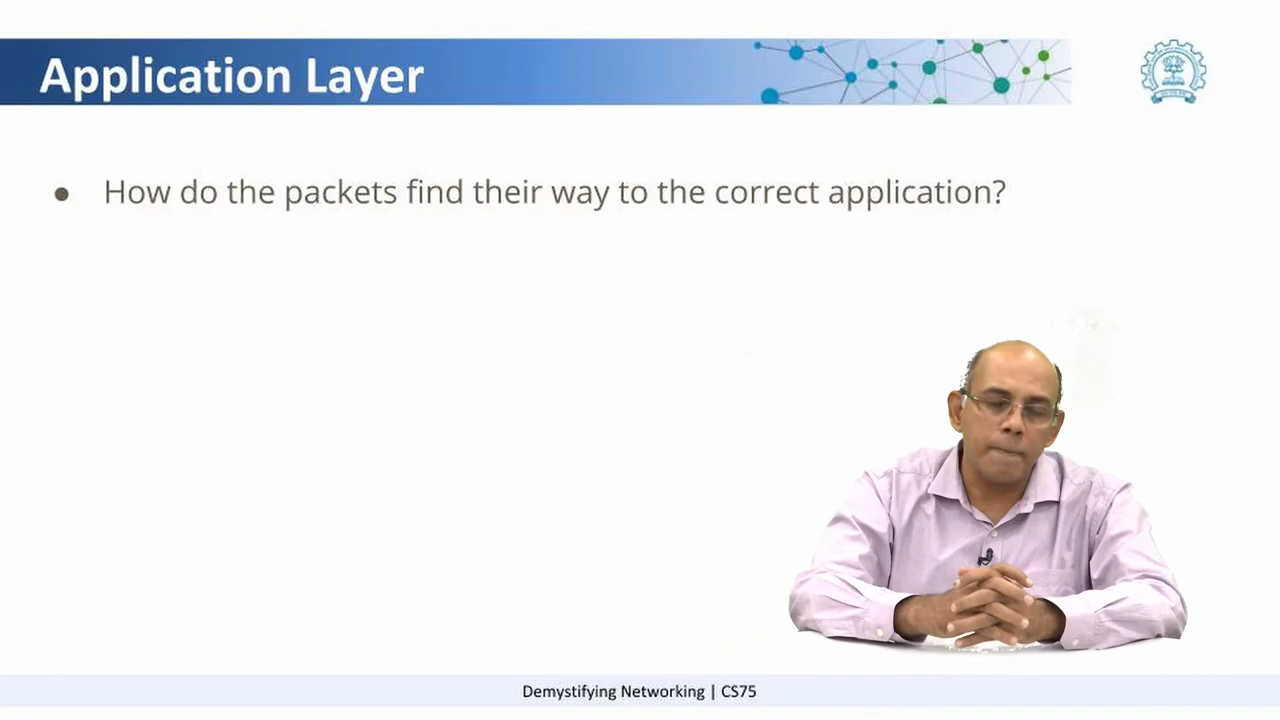 Application Layer
● How do the packets find their way to the correct application?
Demystifying Networking | CS75